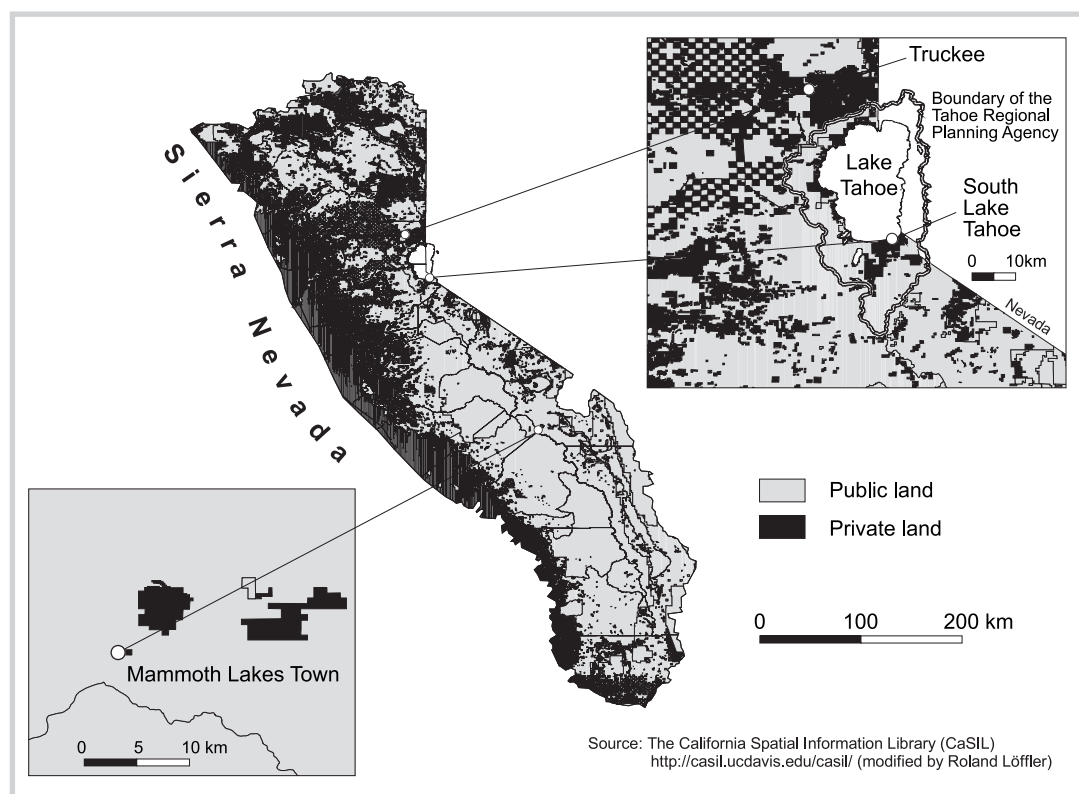 Truckee
Boundary of the
Tahoe Regional
Planning Agency
Lake
Tahoe
South
Lake
Tahoe
0 10km
Nevada
Sierra Nevada
Public land
Private land
0 100 200 km
Mammoth Lakes Town
0 5 10 km
Source: The California Spatial Information Library (CaSIL)
http://casil.ucdavis.edu/casil/ (modified by Roland Löffler)